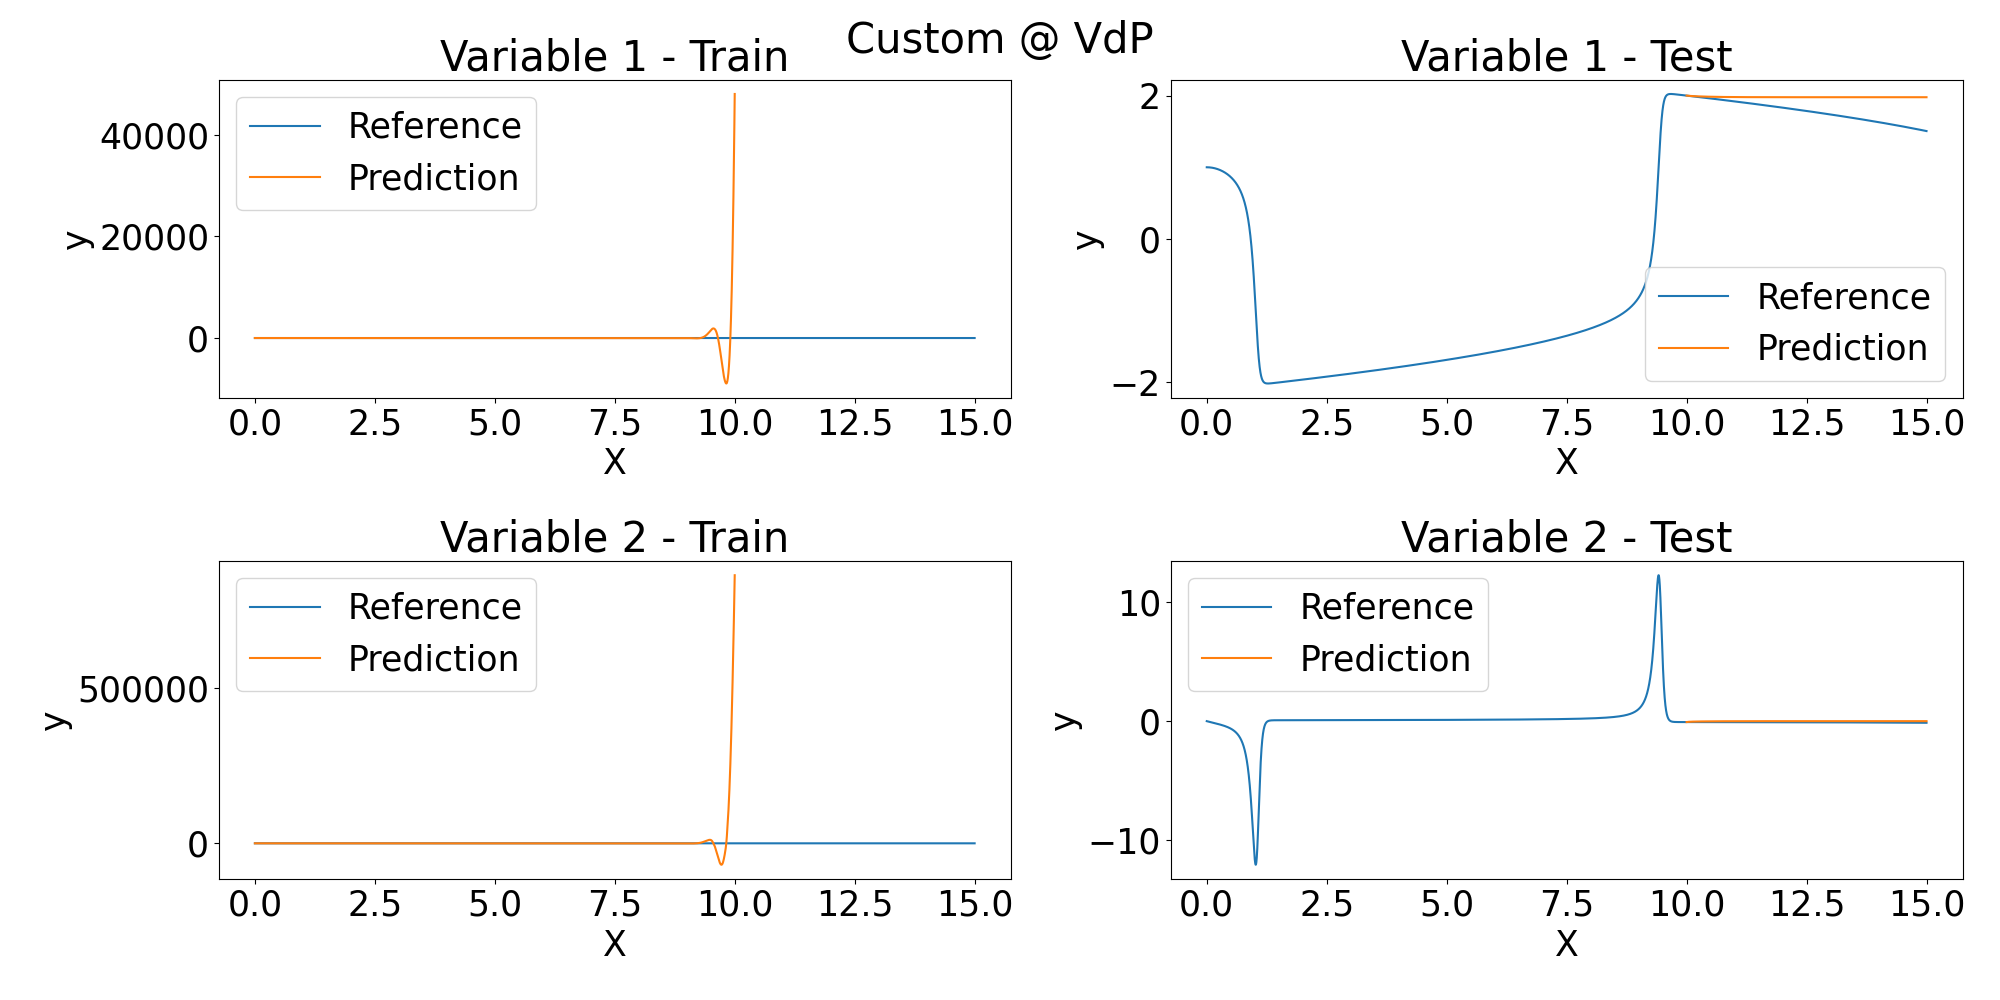 Custom @ VdP
Variable 1 - Train
40000
20000
0
y
Reference
Prediction
0.0 2.5 5.0 7.5 10.0 12.5 15.0
X
Variable 1 - Test
2
0
−2
y
Reference
Prediction
0.0 2.5 5.0 7.5 10.0 12.5 15.0
X
Variable 2 - Train
500000
0
y
Reference
Prediction
0.0 2.5 5.0 7.5 10.0 12.5 15.0
X
Variable 2 - Test
10
0
−10
y
Reference
Prediction
0.0 2.5 5.0 7.5 10.0 12.5 15.0
X